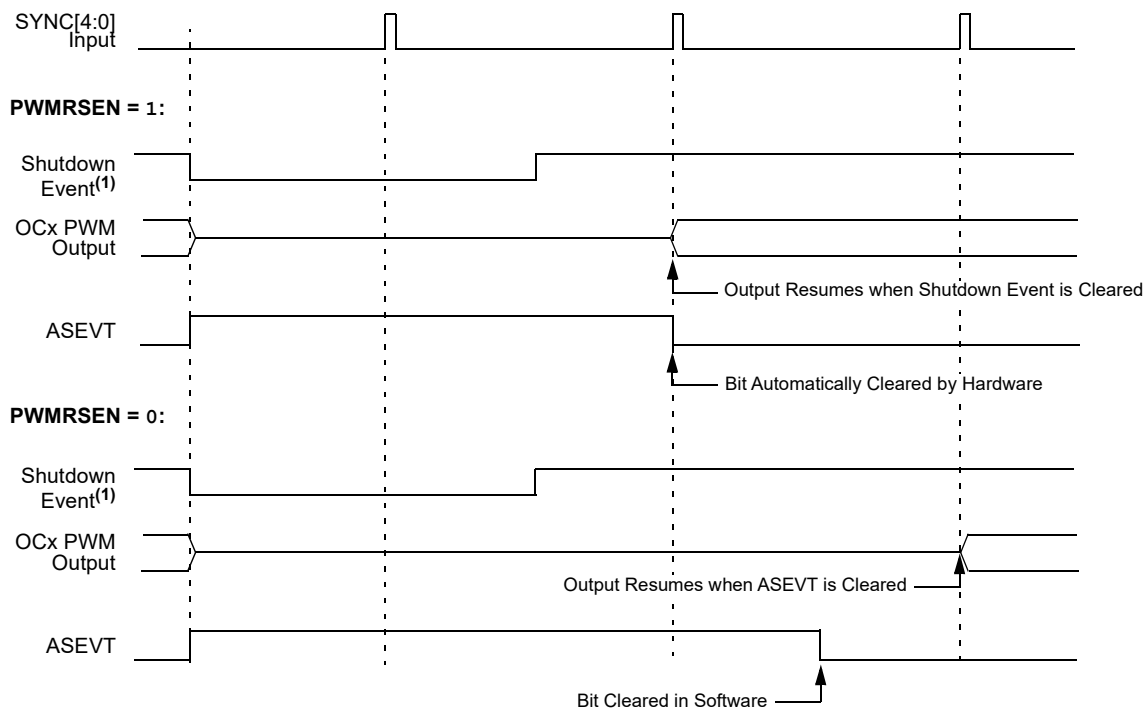 SYNC[4:0]
Input
PWMRSEN = 1:
Shutdown
Event(1)
OCx PWM
Output
Output Resumes when Shutdown Event is Cleared
ASEVT
Bit Automatically Cleared by Hardware
PWMRSEN = 0:
Shutdown
Event(1)
OCx PWM
Output
Output Resumes when ASEVT is Cleared
ASEVT
Bit Cleared in Software